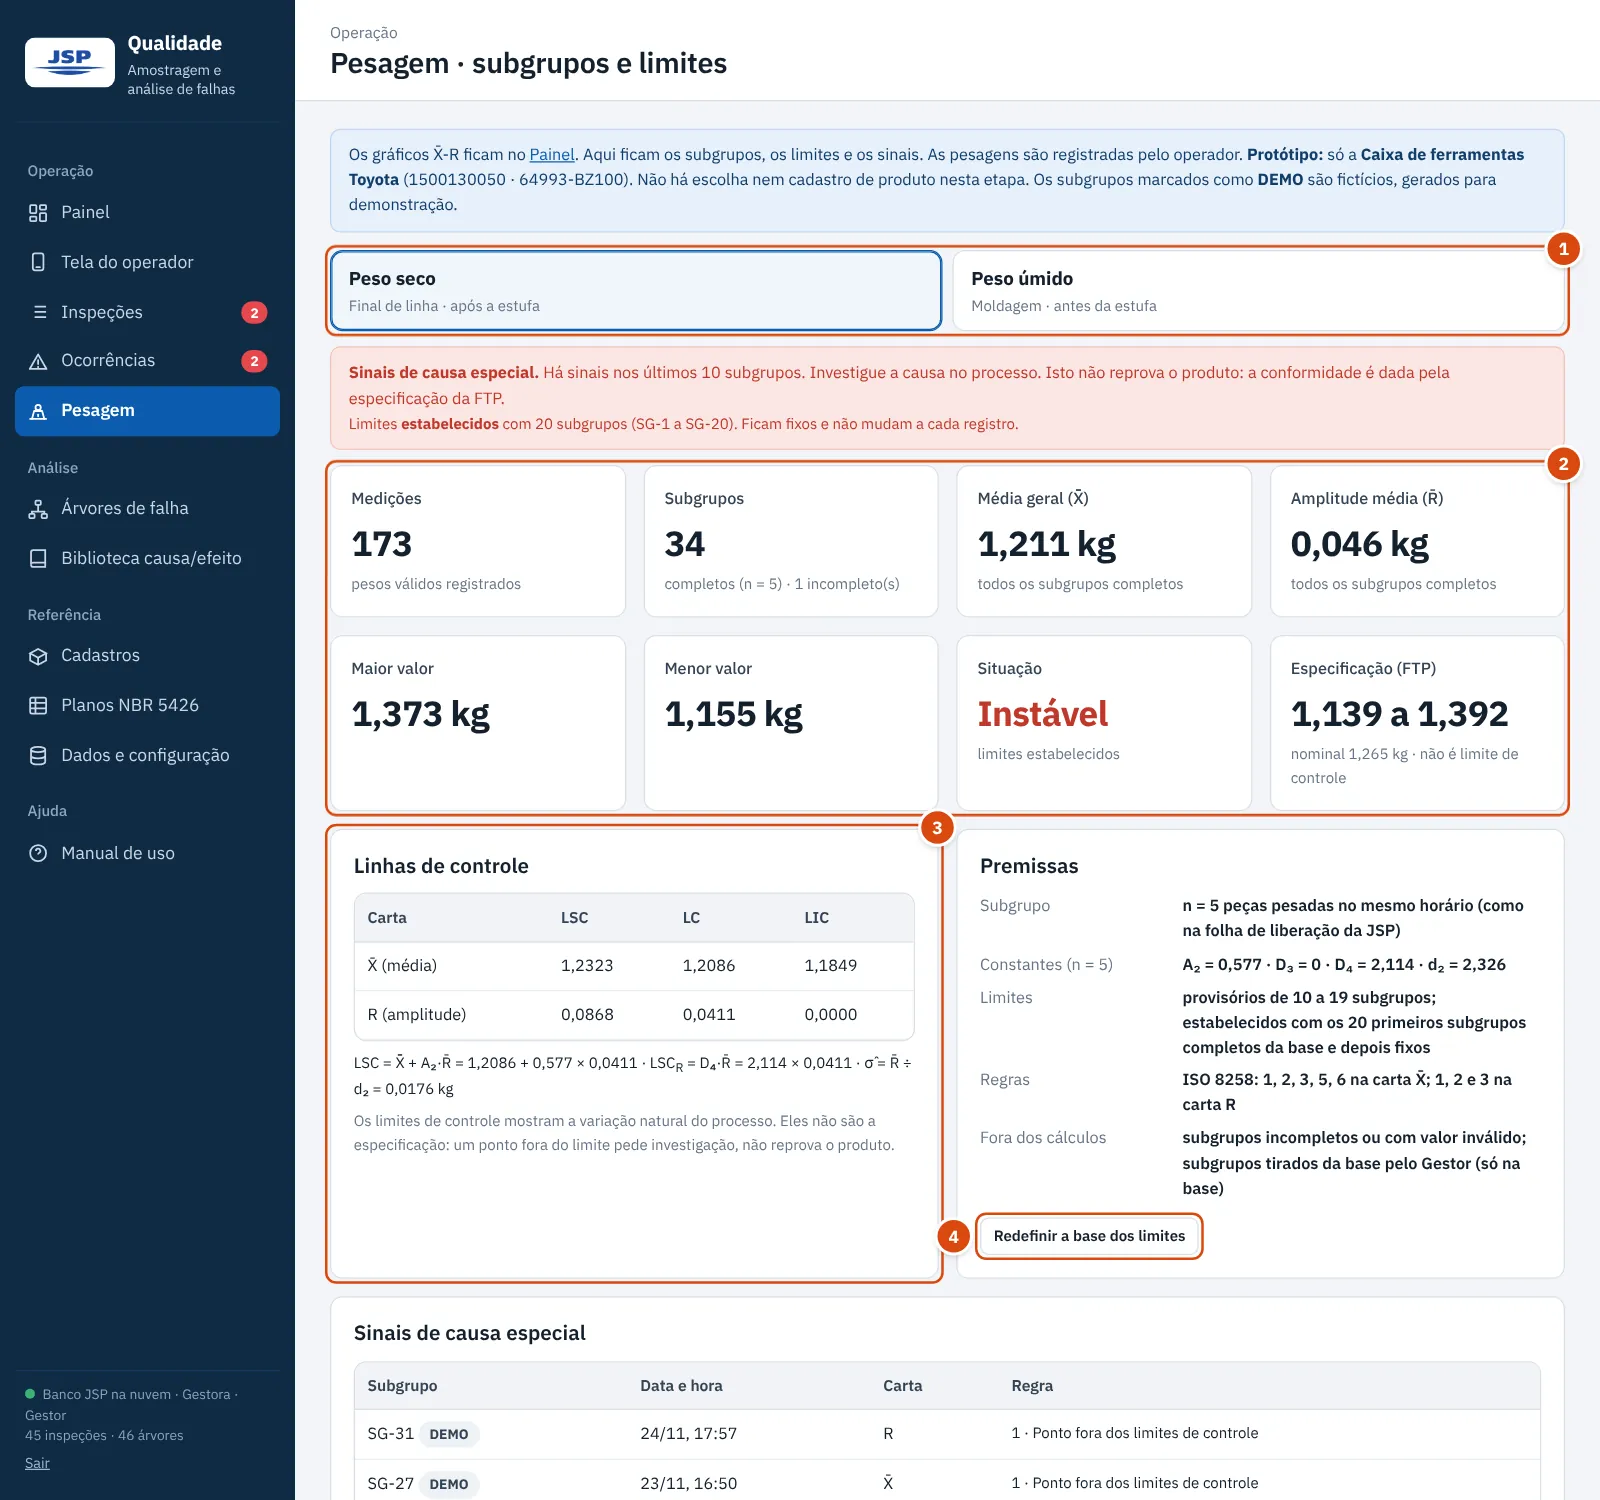 JSP
Qualidade
Amostragem e
análise de falhas
Operação
Painel
Tela do operador
Inspeções 2
Ocorrências 2
Pesagem
Análise
Árvores de falha
Biblioteca causa/efeito
Referência
Cadastros
Planos NBR 5426
Dados e configuração
Ajuda
Manual de uso
Banco JSP na nuvem · Gestora ·
Gestor
45 inspeções · 46 árvores
Sair
Operação
Pesagem · subgrupos e limites
Os gráficos X̄-R ficam no Painel. Aqui ficam os subgrupos, os limites e os sinais. As pesagens são registradas pelo operador. Protótipo: só a Caixa de ferramentas
Toyota (1500130050 · 64993-BZ100). Não há escolha nem cadastro de produto nesta etapa. Os subgrupos marcados como DEMO são fictícios, gerados para
demonstração.
1
Peso seco
Final de linha · após a estufa
Peso úmido
Moldagem · antes da estufa
Sinais de causa especial. Há sinais nos últimos 10 subgrupos. Investigue a causa no processo. Isto não reprova o produto: a conformidade é dada pela
especificação da FTP.
Limites estabelecidos com 20 subgrupos (SG-1 a SG-20). Ficam fixos e não mudam a cada registro.
2
Medições
173
pesos válidos registrados
Subgrupos
34
completos (n = 5) · 1 incompleto(s)
Média geral (X̄)
1,211 kg
todos os subgrupos completos
Amplitude média (R̄)
0,046 kg
todos os subgrupos completos
Maior valor
1,373 kg
Menor valor
1,155 kg
Situação
Instável
limites estabelecidos
Especificação (FTP)
1,139 a 1,392
nominal 1,265 kg · não é limite de
controle
3
Linhas de controle
Carta LSC LC LIC
X̄ (média) 1,2323 1,2086 1,1849
R (amplitude) 0,0868 0,0411 0,0000
LSC = X̿ + A₂·R̄ = 1,2086 + 0,577 × 0,0411 · LSC_R = D₄·R̄ = 2,114 × 0,0411 · σ̂ = R̄ ÷
d₂ = 0,0176 kg
Os limites de controle mostram a variação natural do processo. Eles não são a
especificação: um ponto fora do limite pede investigação, não reprova o produto.
Premissas
Subgrupo n = 5 peças pesadas no mesmo horário (como
na folha de liberação da JSP)
Constantes (n = 5) A₂ = 0,577 · D₃ = 0 · D₄ = 2,114 · d₂ = 2,326
Limites provisórios de 10 a 19 subgrupos;
estabelecidos com os 20 primeiros subgrupos
completos da base e depois fixos
Regras ISO 8258: 1, 2, 3, 5, 6 na carta X̄; 1, 2 e 3 na
carta R
Fora dos cálculos subgrupos incompletos ou com valor inválido;
subgrupos tirados da base pelo Gestor (só na
base)
4
Redefinir a base dos limites
Sinais de causa especial
Subgrupo Data e hora Carta Regra
SG-31 DEMO 24/11, 17:57 R 1 · Ponto fora dos limites de controle
SG-27 DEMO 23/11, 16:50 X̄ 1 · Ponto fora dos limites de controle